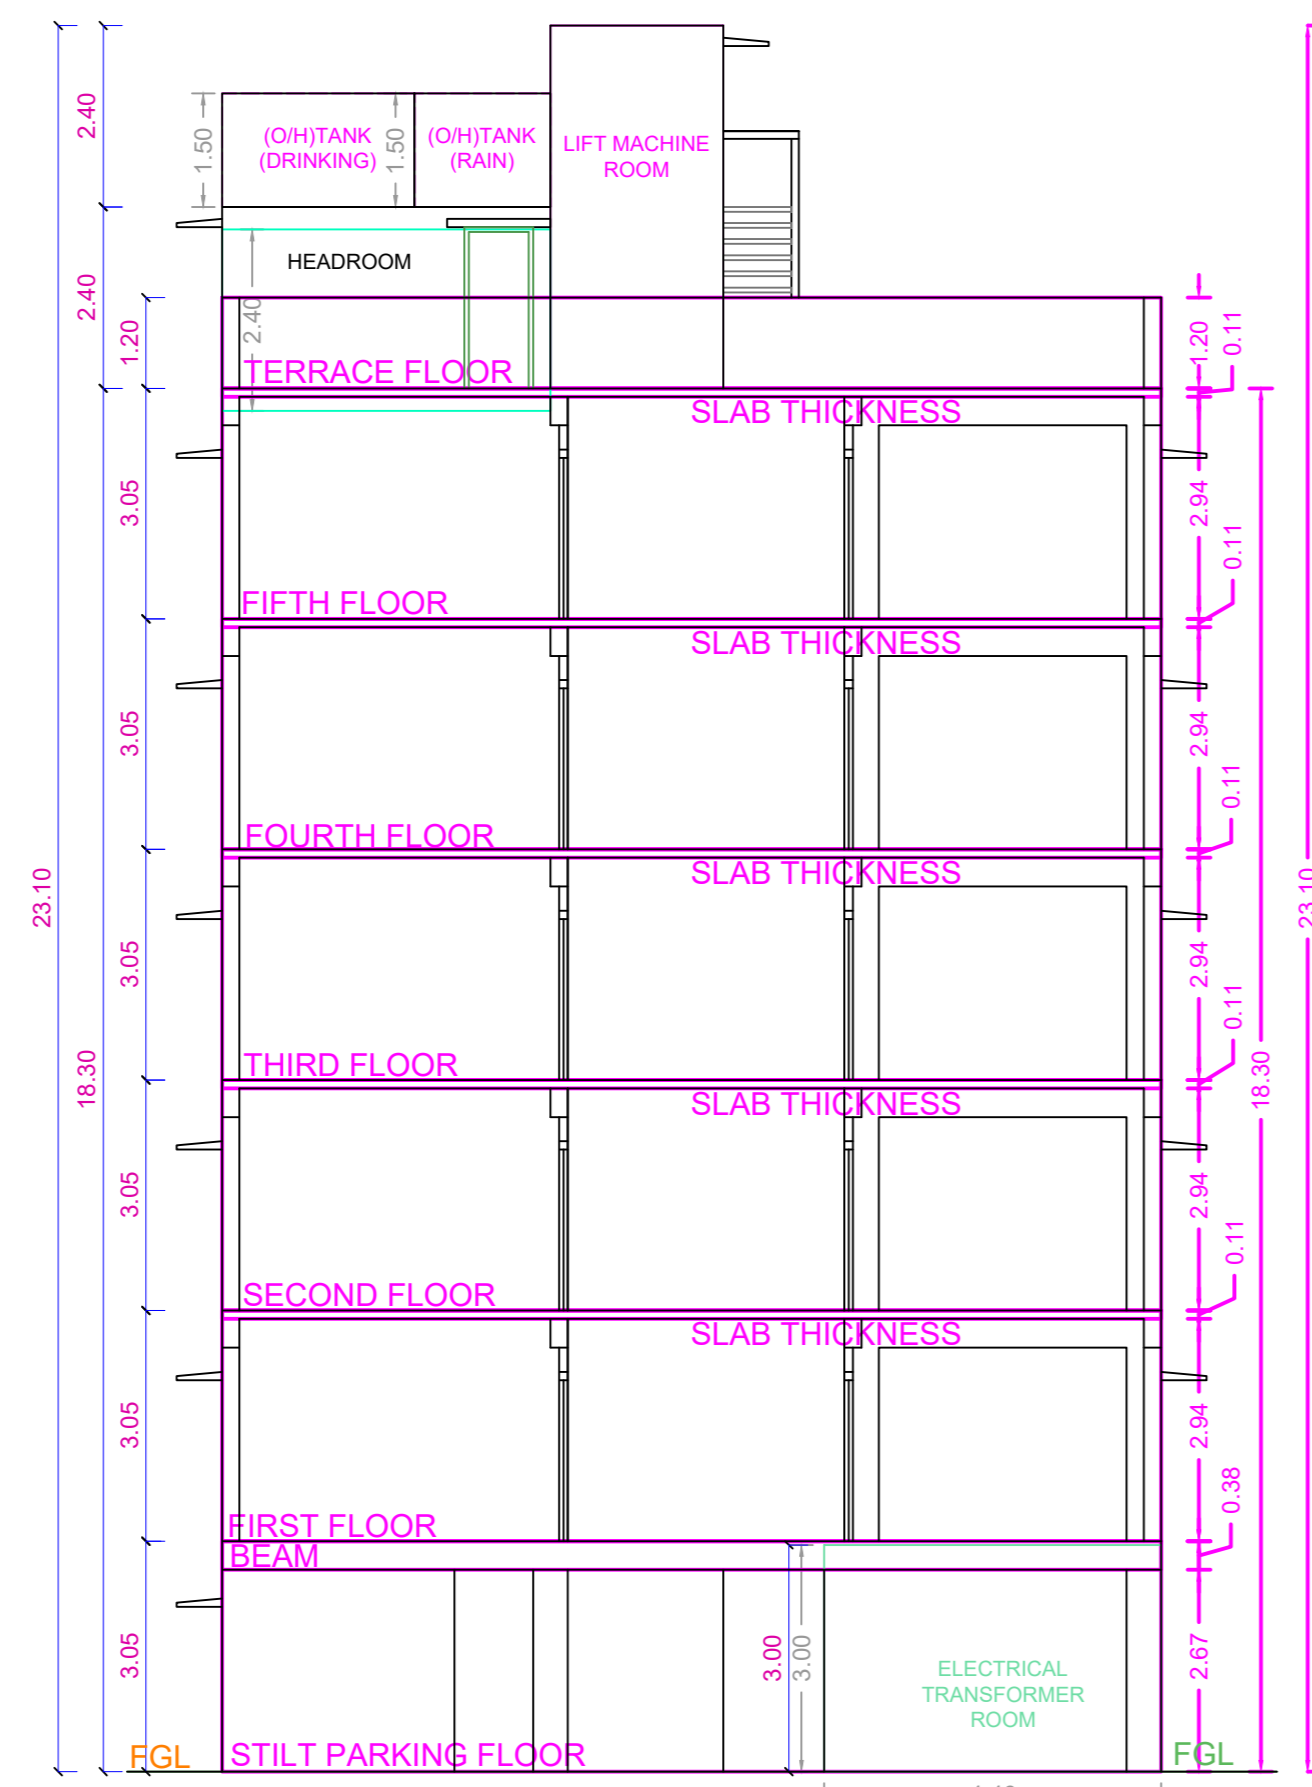 2.40
1.50
(O/H)TANK
(DRINKING)
1.50
(O/H)TANK
(RAIN)
LIFT MACHINE
ROOM
HEADROOM
2.40
2.40
1.20
TERRACE FLOOR
1.20
0.11
SLAB THICKNESS
3.05
2.94
FIFTH FLOOR
0.11
SLAB THICKNESS
3.05
2.94
FOURTH FLOOR
0.11
SLAB THICKNESS
23.10
23.10
3.05
2.94
THIRD FLOOR
0.11
SLAB THICKNESS
18.30
18.30
3.05
2.94
SECOND FLOOR
0.11
SLAB THICKNESS
3.05
2.94
FIRST FLOOR
0.38
BEAM
3.05
3.00
3.00
ELECTRICAL
TRANSFORMER
ROOM
2.67
FGL
STILT PARKING FLOOR
FGL